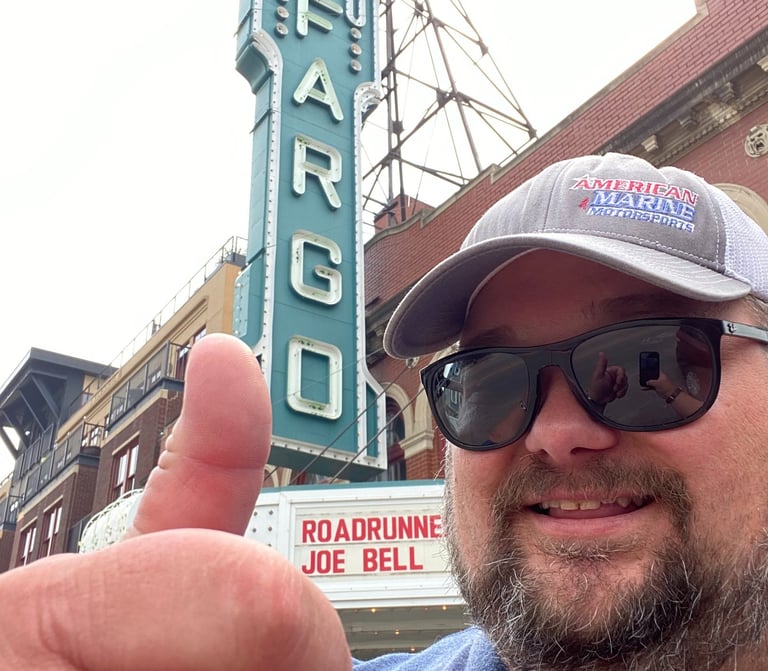 FARGO
AMERICAN
MARINE
MOTORSPORTS
ROADRUNNE
JOE BELL